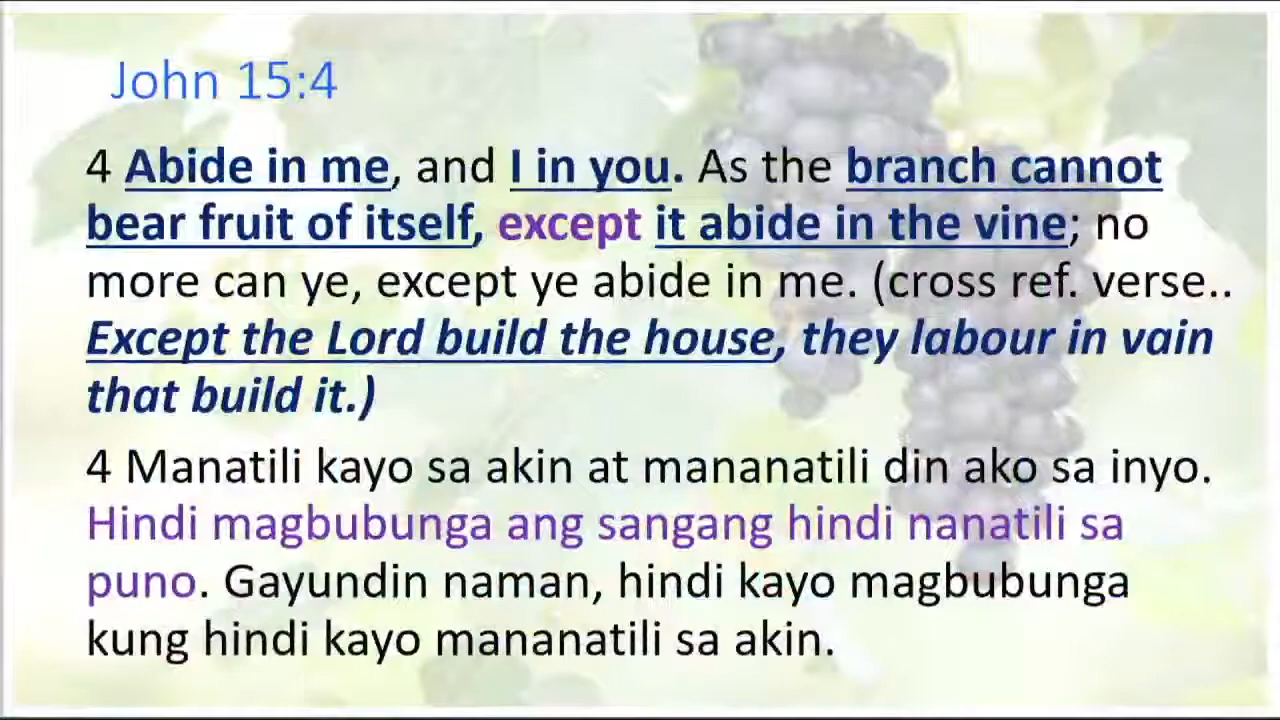 John 15:4
4 Abide in me, and I in you. As the branch cannot
bear fruit of itself, except it abide in the vine; no
more can ye, except ye abide in me. (cross ref. verse..
Except the Lord build the house, they labour in vain
that build it.)
4 Manatili kayo sa akin at mananatili din ako sa inyo.
Hindi magbubunga ang sangang hindi nanatili sa
puno. Gayundin naman, hindi kayo magbubunga
kung hindi kayo mananatili sa akin.